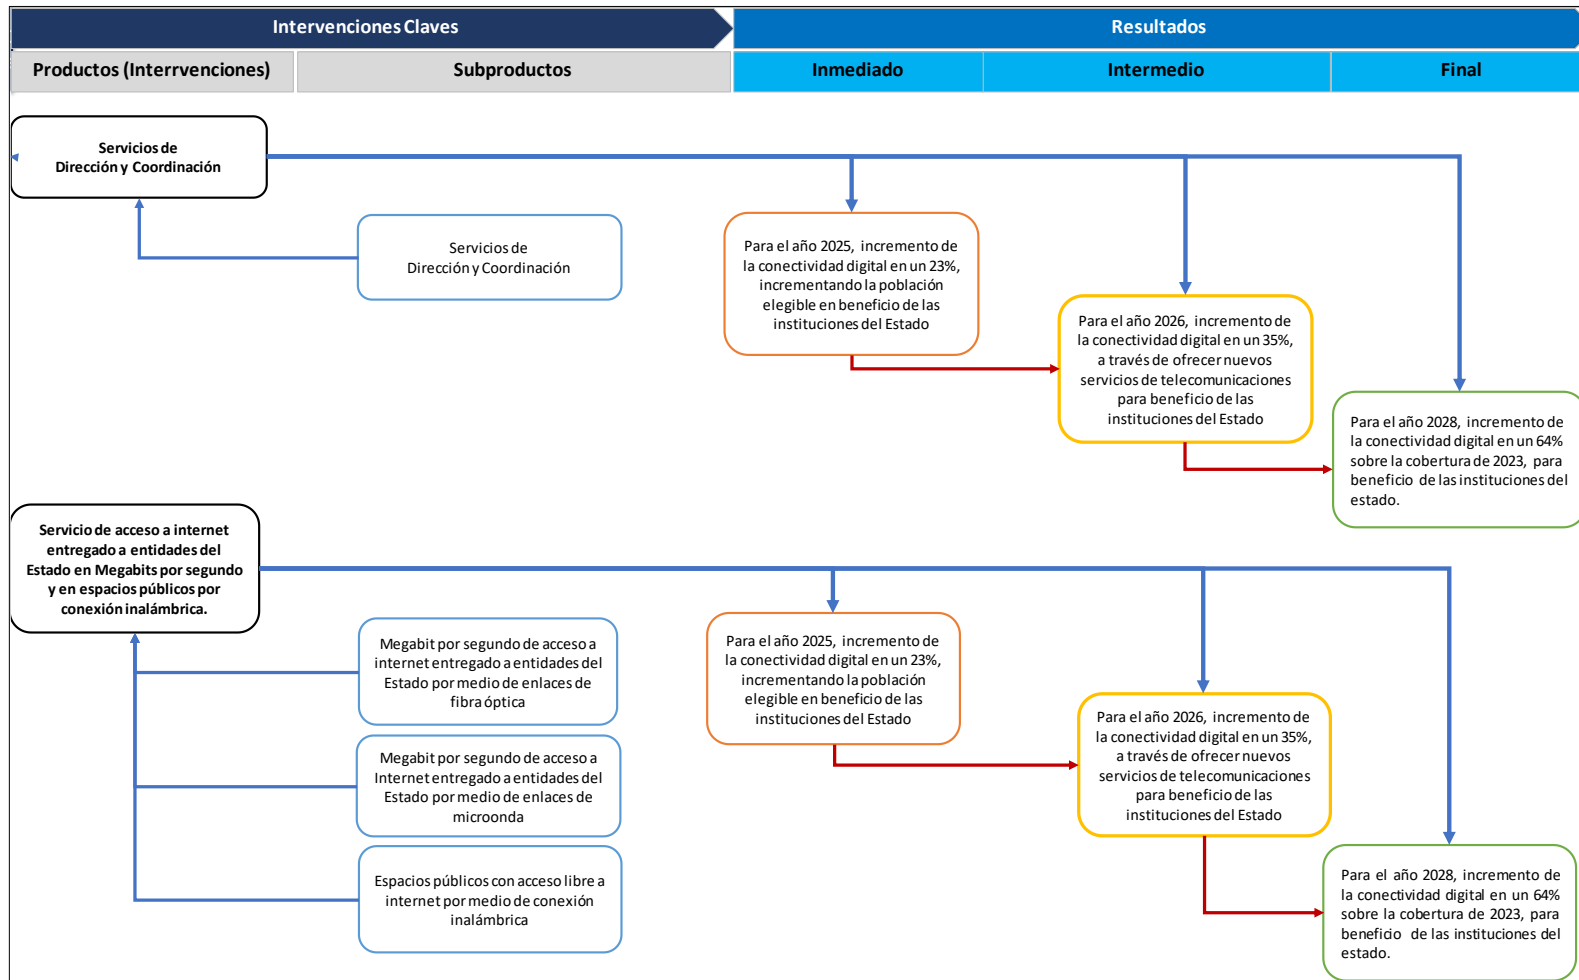 Intervenciones Claves
Resultados
Productos (Interrvenciones)
Subproductos
Inmediado
Intermedio
Final
Servicios de
Dirección y Coordinación
Servicios de
Dirección y Coordinación
Para el año 2025, incremento de
la conectividad digital en un 23%,
incrementando la población
elegible en beneficio de las
instituciones del Estado
Para el año 2026, incremento de
la conectividad digital en un 35%,
a través de ofrecer nuevos
servicios de telecomunicaciones
para beneficio de las
instituciones del Estado
Para el año 2028, incremento de
la conectividad digital en un 64%
sobre la cobertura de 2023, para
beneficio de las instituciones del
estado.
Servicio de acceso a internet
entregado a entidades del
Estado en Megabits por segundo
y en espacios públicos por
conexión inalámbrica.
Megabit por segundo de acceso a
internet entregado a entidades del
Estado por medio de enlaces de
fibra óptica
Megabit por segundo de acceso a
Internet entregado a entidades del
Estado por medio de enlaces de
microonda
Espacios públicos con acceso libre a
internet por medio de conexión
inalámbrica
Para el año 2025, incremento de
la conectividad digital en un 23%,
incrementando la población
elegible en beneficio de las
instituciones del Estado
Para el año 2026, incremento de
la conectividad digital en un 35%,
a través de ofrecer nuevos
servicios de telecomunicaciones
para beneficio de las
instituciones del Estado
Para el año 2028, incremento de
la conectividad digital en un 64%
sobre la cobertura de 2023, para
beneficio de las instituciones del
estado.